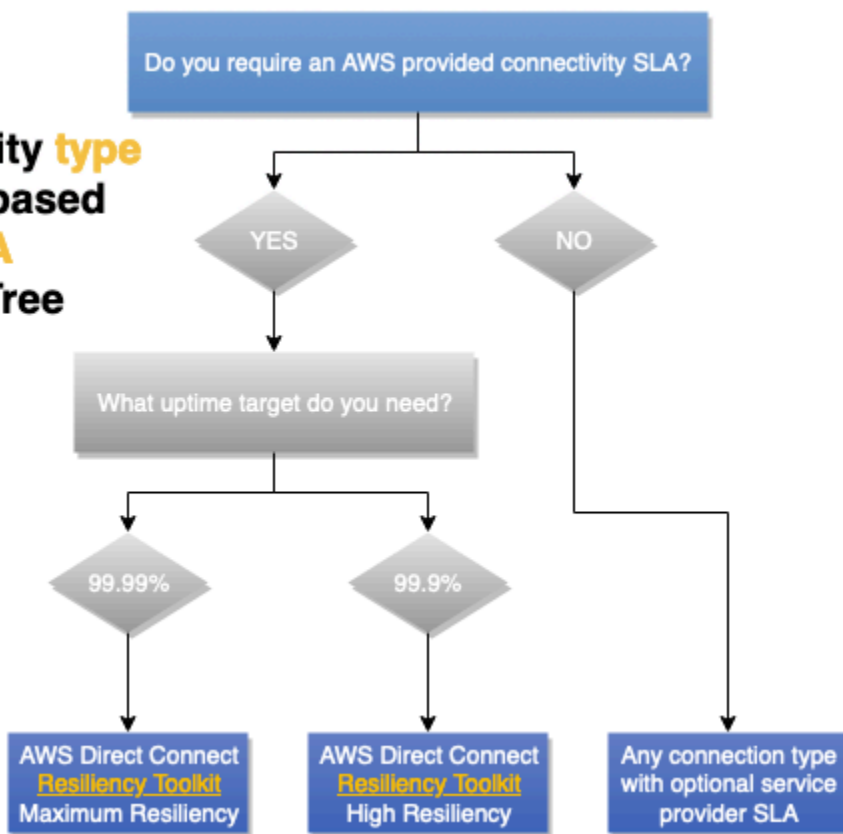 Do you require an AWS provided connectivity SLA?
type
based
YES
NO
What uptime target do you need?
99.99%
99.9%
AWS Direct Connect
Resiliency Toolkit
Maximum Resiliency
AWS Direct Connect
Resiliency Toolkit
High Resiliency
Any connection type
with optional service
provider SLA